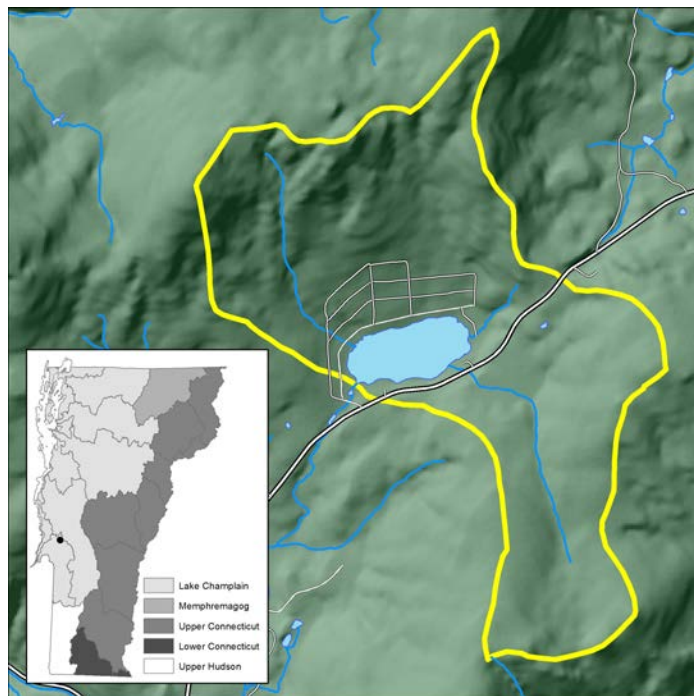 Lake Champlain
Memphremagog
Upper Connecticut
Lower Connecticut
Upper Hudson